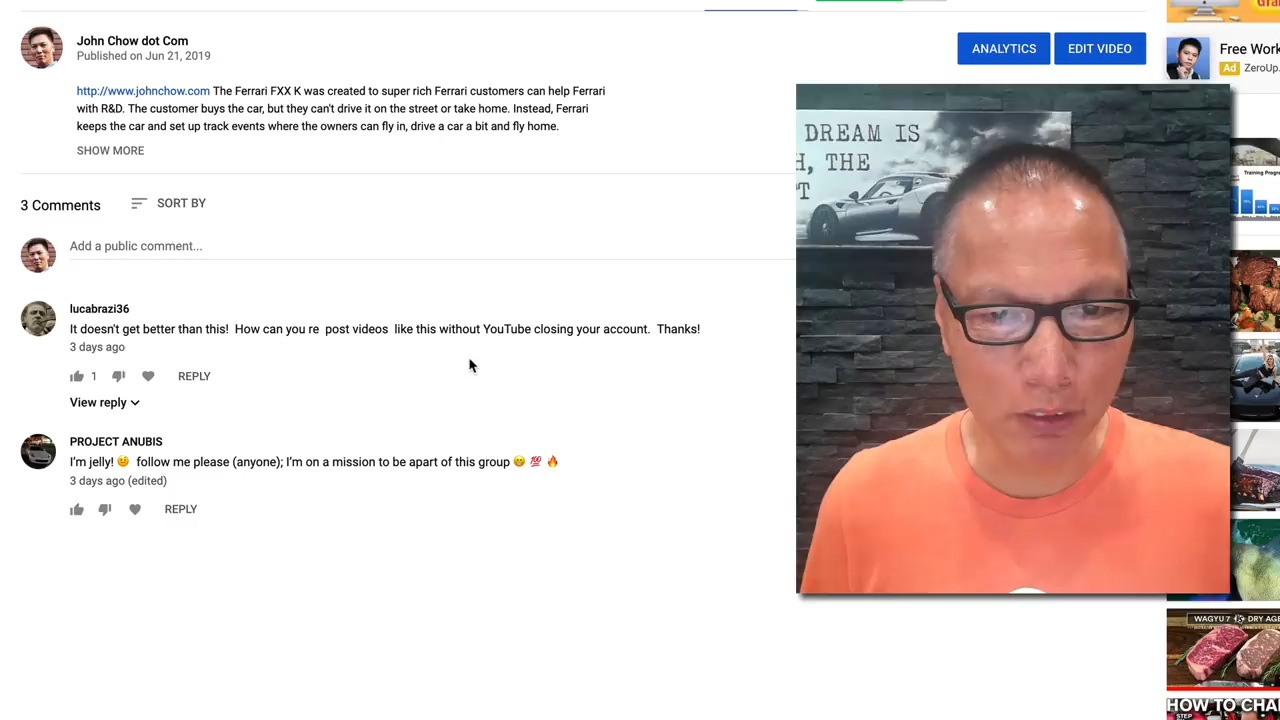 John Chow dot Com
Published on Jun 21, 2019
ANALYTICS
EDIT VIDEO
http://www.johnchow.com The Ferrari FXX K was created to super rich Ferrari customers can help Ferrari
with R&D. The customer buys the car, but they can't drive it on the street or take home. Instead, Ferrari
keeps the car and set up track events where the owners can fly in, drive a car a bit and fly home.
SHOW MORE
3 Comments
SORT BY
Add a public comment...
lucabrazi36
It doesn't get better than this! How can you re post videos like this without YouTube closing your account. Thanks!
3 days ago
1
REPLY
View reply
PROJECT ANUBIS
I'm jelly! 😊 follow me please (anyone); I'm on a mission to be apart of this group 😁 💯 🔥
3 days ago (edited)
REPLY
DREAM IS
H, THE
T
Free Work
Ad ZeroUp.
Training Progr
WAGYU 7 DRY AGE
HOW TO CHA
STEP